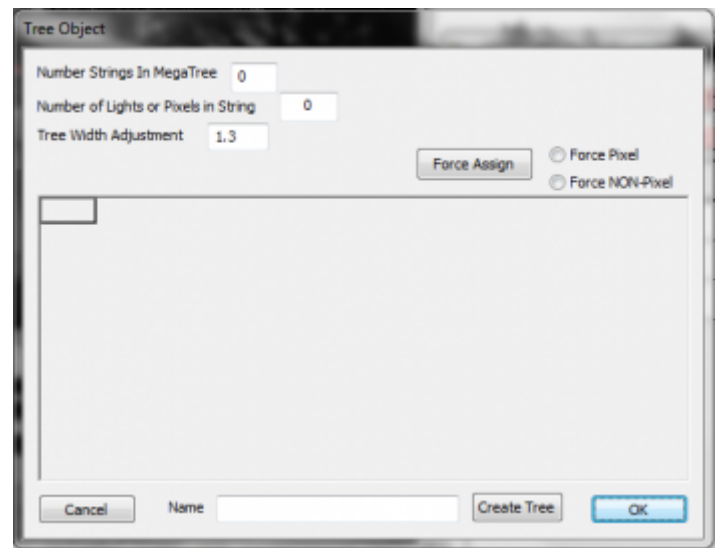 Tree Object
Number Strings In MegaTree 0
Number of Lights or Pixels in String 0
Tree Width Adjustment 1.3
Force Assign
Force Pixel
Force NON-Pixel
Cancel Name Create Tree OK